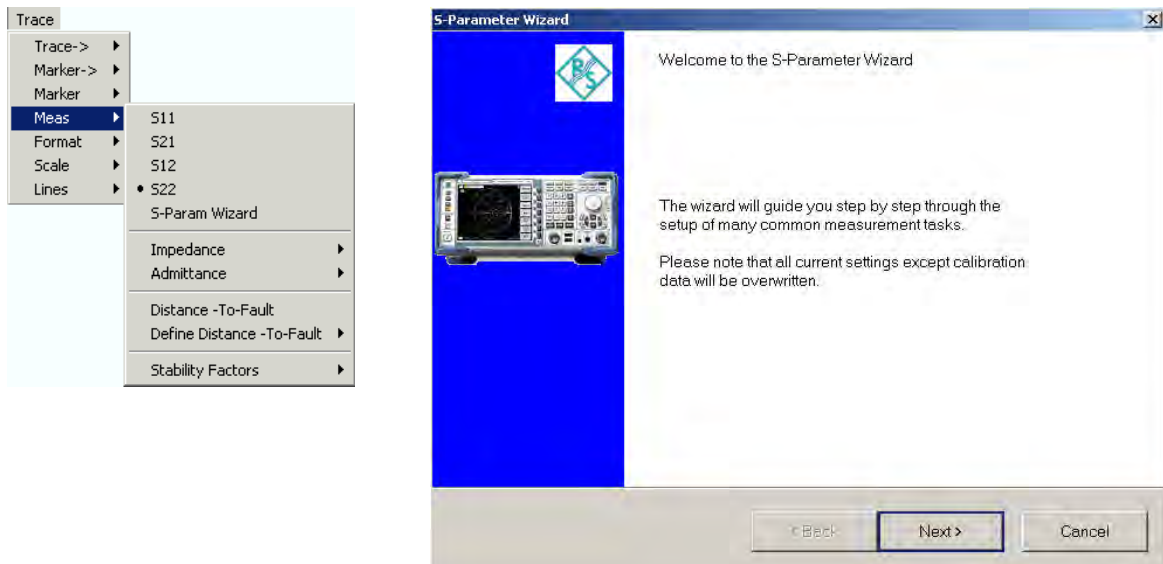 Trace
Trace->
Marker->
Marker
Meas
Format
Scale
Lines
S11
S21
S12
S22
S-Param Wizard
Impedance
Admittance
Distance -To-Fault
Define Distance -To-Fault
Stability Factors
S-Parameter Wizard
R
S
Welcome to the S-Parameter Wizard
The wizard will guide you step by step through the
setup of many common measurement tasks.
Please note that all current settings except calibration
data will be overwritten.
< Back
Next >
Cancel